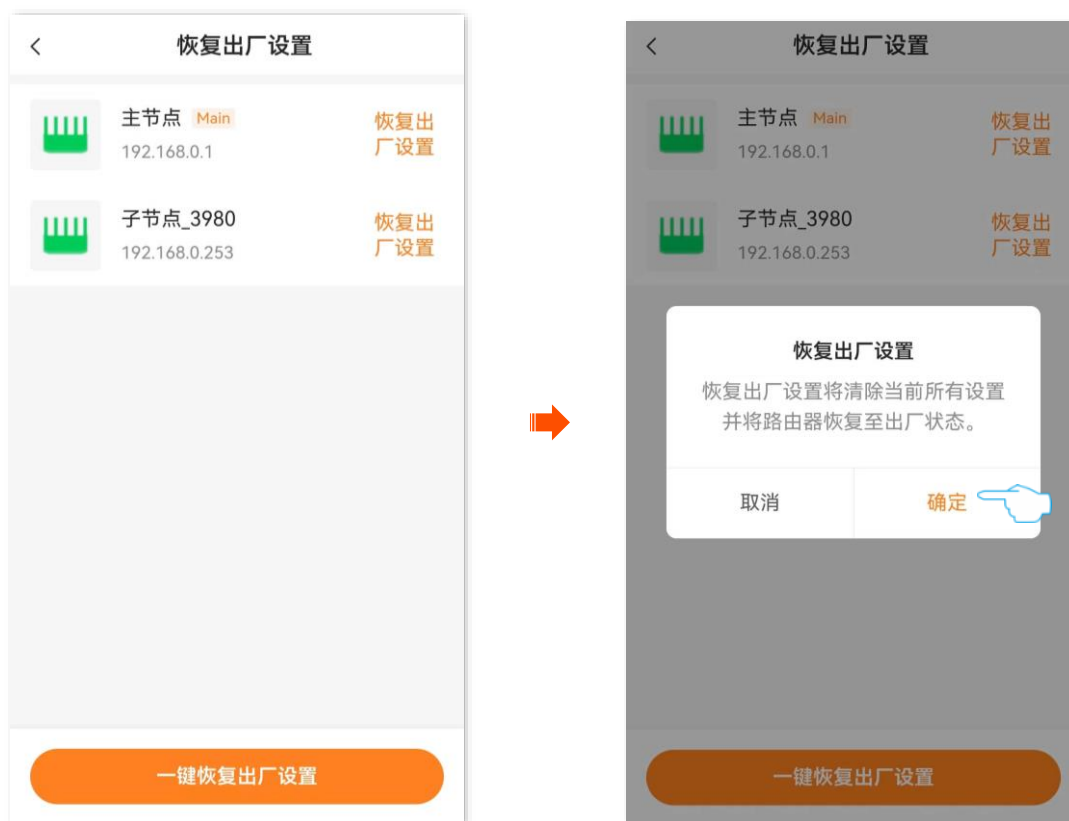 恢复出厂设置
主节点 Main
192.168.0.1
恢复出
厂设置
子节点_3980
192.168.0.253
恢复出
厂设置
一键恢复出厂设置
恢复出厂设置
主节点 Main
192.168.0.1
恢复出
厂设置
子节点_3980
192.168.0.253
恢复出
厂设置
恢复出厂设置
恢复出厂设置将清除当前所有设置
并将路由器恢复至出厂状态。
取消
确定
一键恢复出厂设置